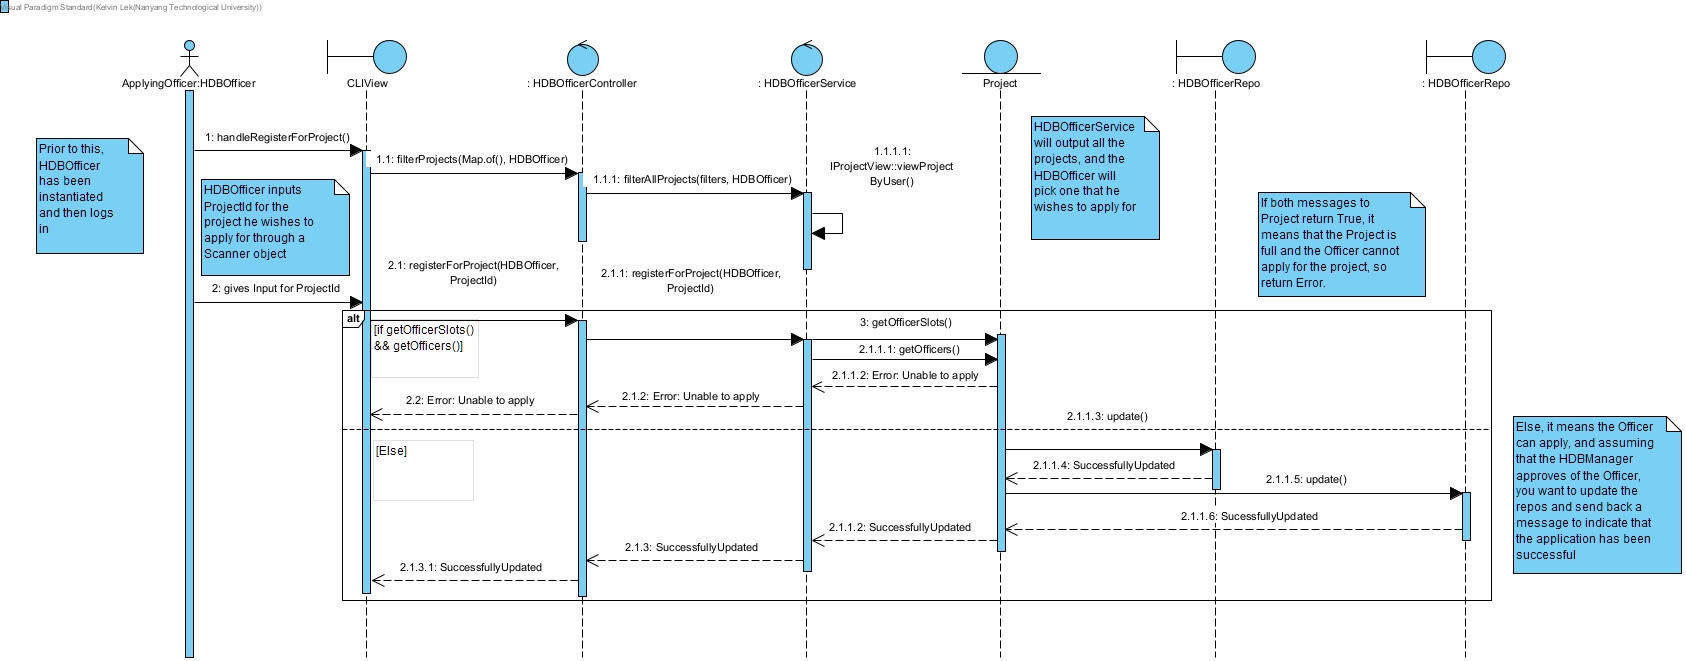 Visual Paradigm Standard(Kelvin Lek(Nanyang Technological University))
ApplyingOfficer:HDBOfficer
CLIView
: HDBOfficerController
: HDBOfficerService
Project
: HDBOfficerRepo
: HDBOfficerRepo
Prior to this,
HDBOfficer
has been
instantiated
and then logs
in
1: handleRegisterForProject()
1.1: filterProjects(Map.of(), HDBOfficer)
1.1.1: filterAllProjects(filters, HDBOfficer)
1.1.1.1:
IProjectView::viewProject
ByUser()
HDBOfficerService
will output all the
projects, and the
HDBOfficer will
pick one that he
wishes to apply for
HDBOfficer inputs
ProjectId for the
project he wishes to
apply for through a
Scanner object
If both messages to
Project return True, it
means that the Project is
full and the Officer cannot
apply for the project, so
return Error.
2: gives Input for ProjectId
2.1: registerForProject(HDBOfficer,
ProjectId)
2.1.1: registerForProject(HDBOfficer,
ProjectId)
alt
[if getOfficerSlots()
&& getOfficers()]
3: getOfficerSlots()
2.1.1.1: getOfficers()
2.1.1.2: Error: Unable to apply
2.1.2: Error: Unable to apply
2.2: Error: Unable to apply
2.1.1.3: update()
[Else]
2.1.1.4: SuccessfullyUpdated
2.1.1.5: update()
2.1.1.6: SucessfullyUpdated
2.1.1.2: SuccessfullyUpdated
2.1.3: SuccessfullyUpdated
2.1.3.1: SuccessfullyUpdated
Else, it means the Officer
can apply, and assuming
that the HDBManager
approves of the Officer,
you want to update the
repos and send back a
message to indicate that
the application has been
successful